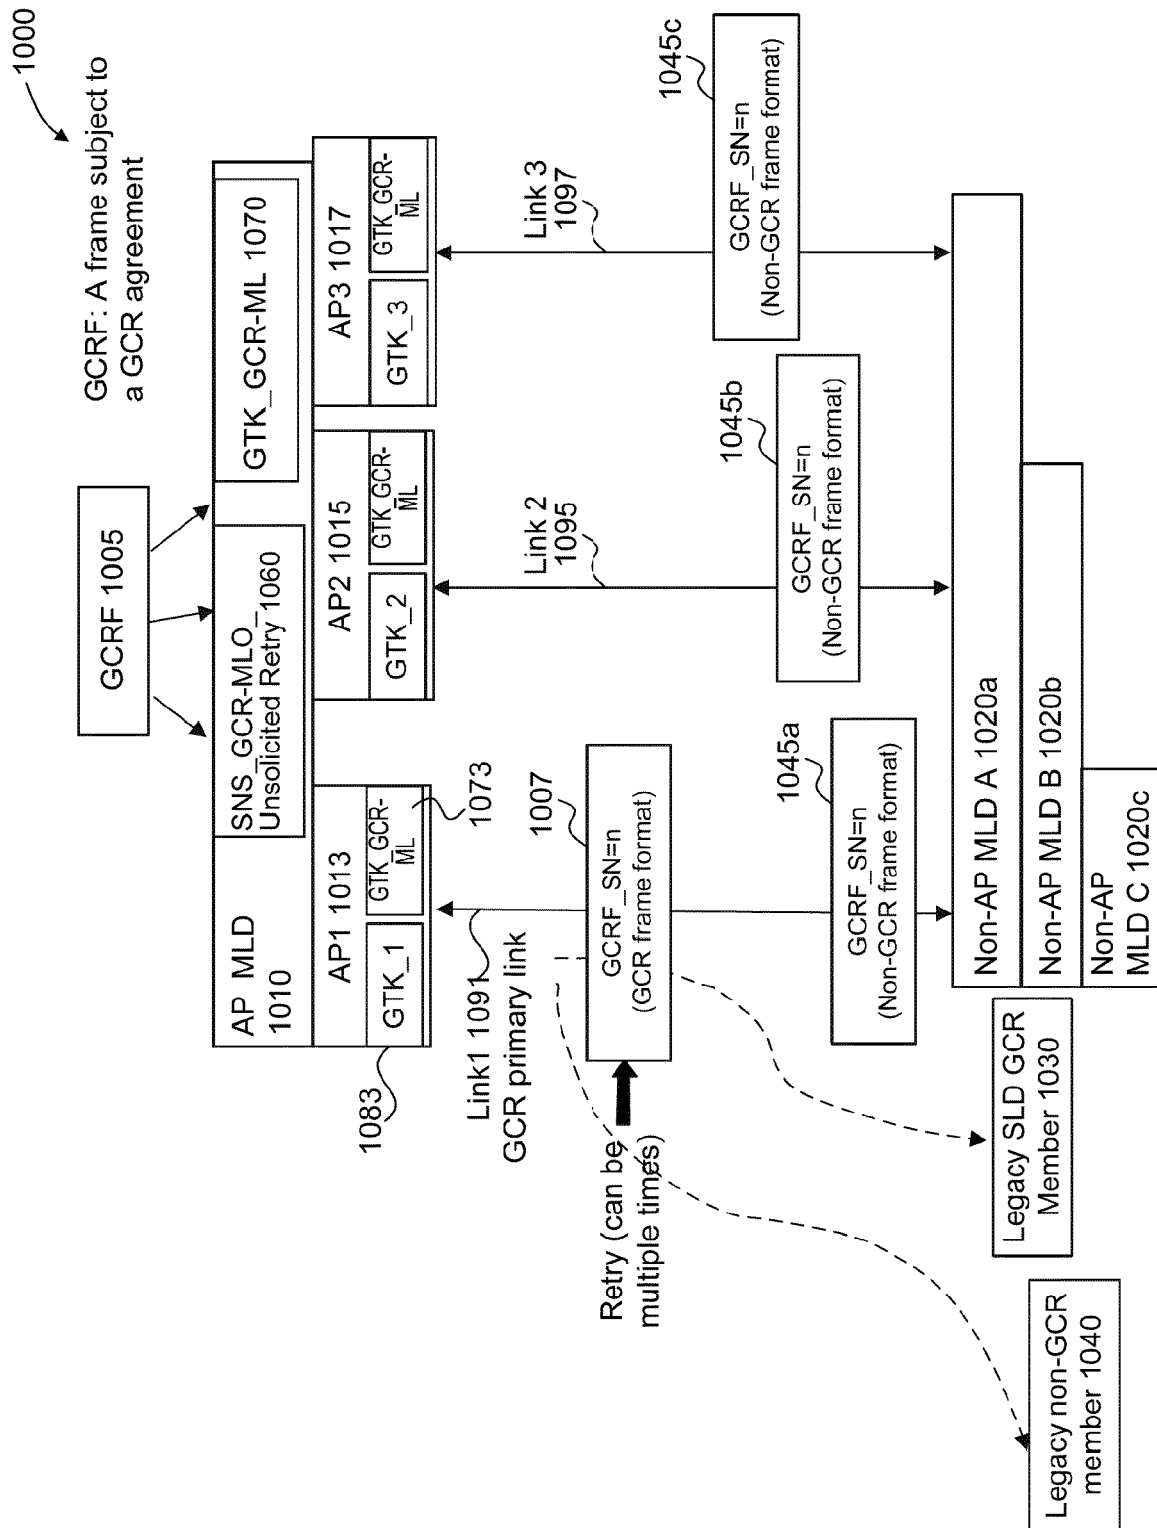 1000
GCRF: A frame subject to
a GCR agreement
GCRF 1005
AP MLD
1010
SNS_GCR-MLO_
Unsolicited Retry 1060
GTK_GCR-ML 1070
AP1 1013
GTK_1
GTK_GCR-
ML
AP2 1015
GTK_2
GTK_GCR-
ML
AP3 1017
GTK_3
GTK_GCR-
ML
1083
1073
Link1 1091
GCR primary link
Link 2
1095
Link 3
1097
1007
Retry (can be
multiple times)
GCRF_SN=n
(GCR frame format)
1045a
GCRF_SN=n
(Non-GCR frame format)
1045b
GCRF_SN=n
(Non-GCR frame format)
1045c
GCRF_SN=n
(Non-GCR frame format)
Legacy non-GCR
member 1040
Legacy SLD GCR
Member 1030
Non-AP MLD A 1020a
Non-AP MLD B 1020b
Non-AP
MLD C 1020c